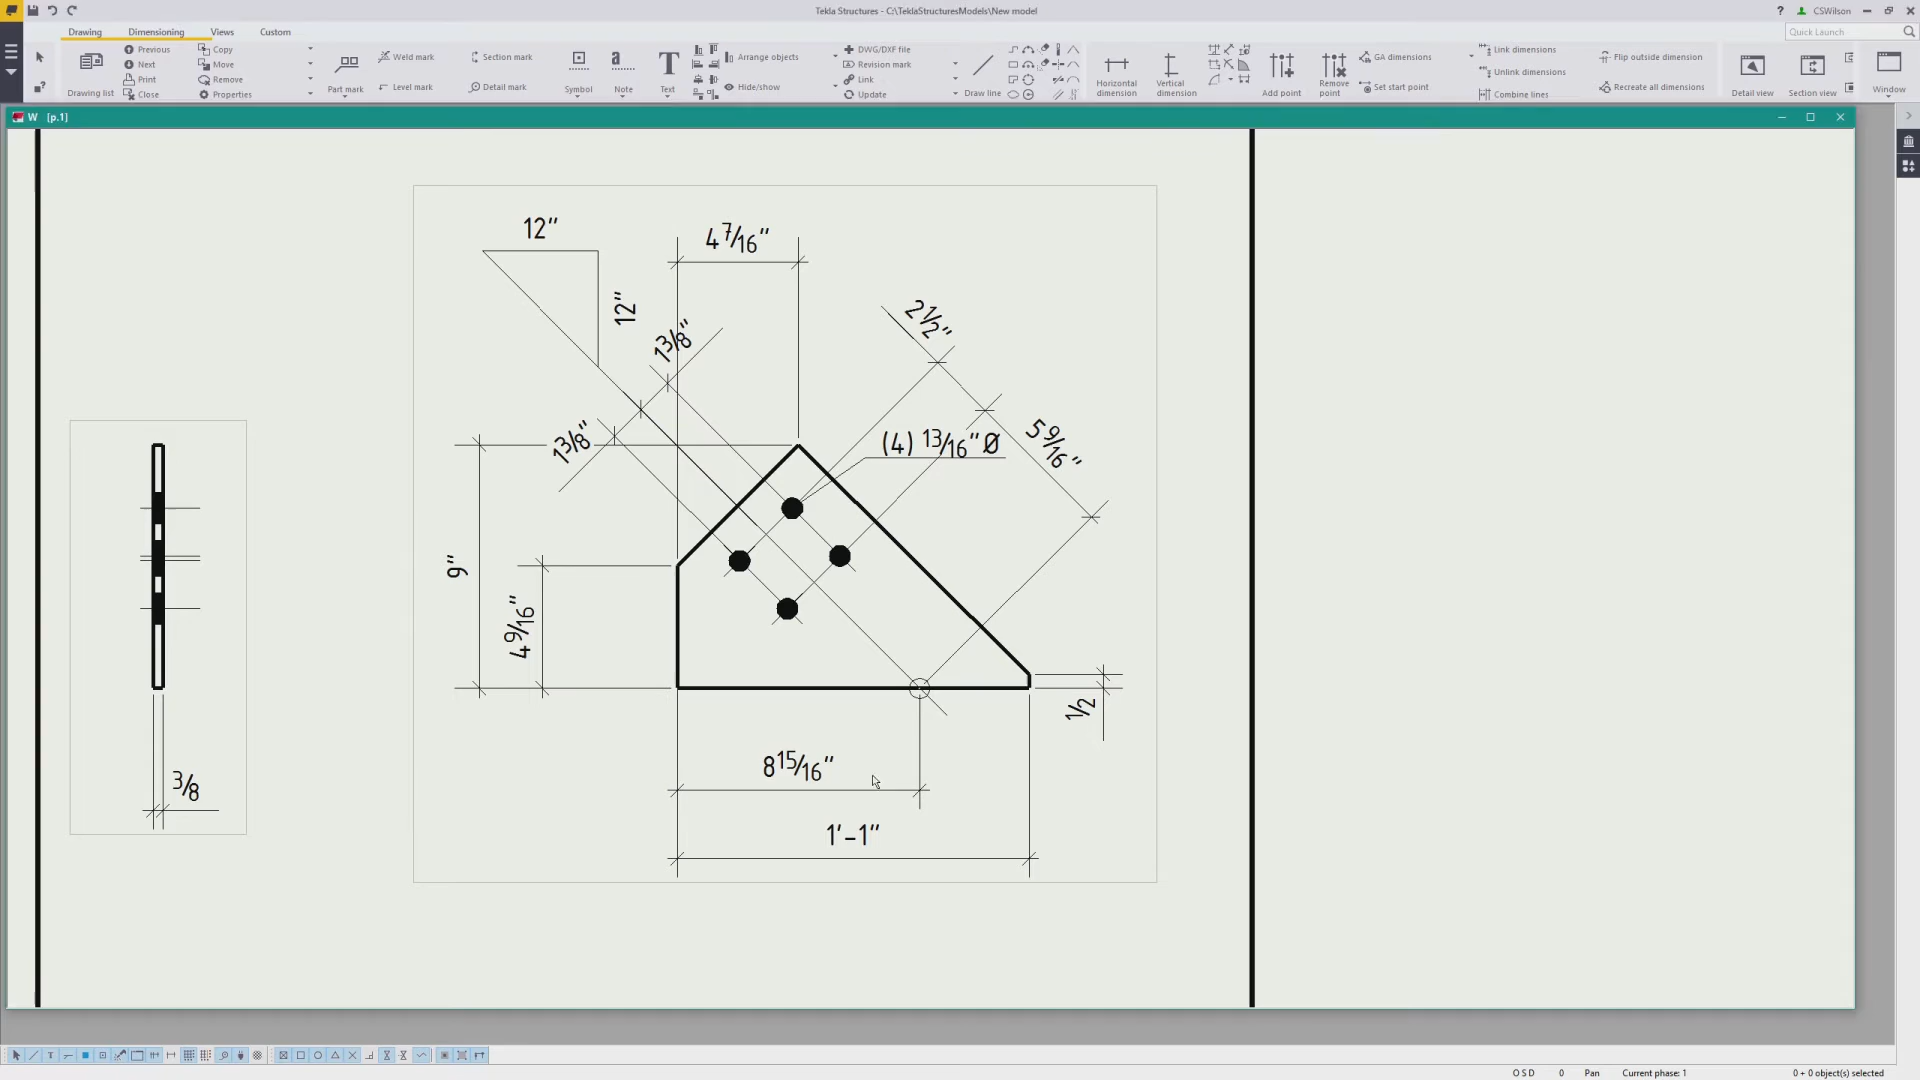 Tekla Structures - C:\TeklaStructuresModels\New model
? CSWilson
Drawing Dimensioning Views Custom
Quick Launch
Drawing list
Previous
Next
Print
Close
Copy
Move
Remove
Properties
Part mark
Weld mark
Level mark
Section mark
Detail mark
Symbol
a
Note
T
Text
Arrange objects
Hide/show
DWG/DXF file
Revision mark
Link
Update
Draw line
Horizontal
dimension
Vertical
dimension
Add point
Remove
point
GA dimensions
Set start point
Link dimensions
Unlink dimensions
Combine lines
Flip outside dimension
Recreate all dimensions
Detail view
Section view
Window
W [p.1]
12"
4 7/16"
12"
2 1/2"
1 3/8"
1 3/8"
(4) 13/16"Ø
5 9/16"
9"
4 9/16"
1/2
8 15/16"
3/8
1'-1"
O S D 0 Pan Current phase: 1 0 + 0 object(s) selected